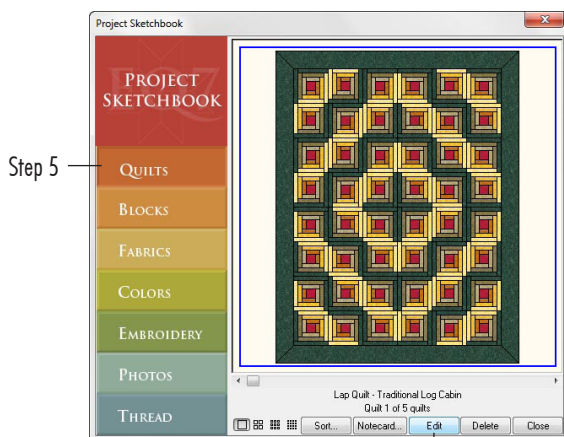 Project Sketchbook
PROJECT
SKETCHBOOK
EQ7
Step 5
QUILTS
BLOCKS
FABRICS
COLORS
EMBROIDERY
PHOTOS
THREAD
Lap Quilt - Traditional Log Cabin
Quilt 1 of 5 quilts
Sort...
Notecard...
Edit
Delete
Close